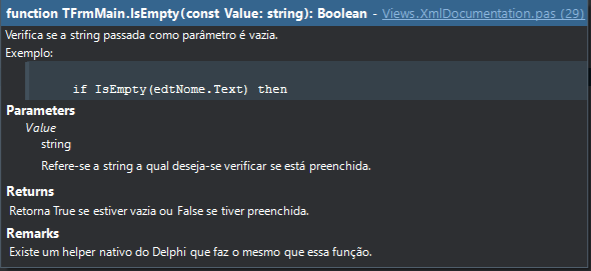 function TFrmMain.IsEmpty(const Value: string): Boolean - Views.XmlDocumentation.pas (29)
Verifica se a string passada como parâmetro é vazia.
Exemplo:
if IsEmpty(edtNome.Text) then
Parameters
Value
string
Refere-se a string a qual deseja-se verificar se está preenchida.
Returns
Retorna True se estiver vazia ou False se tiver preenchida.
Remarks
Existe um helper nativo do Delphi que faz o mesmo que essa função.